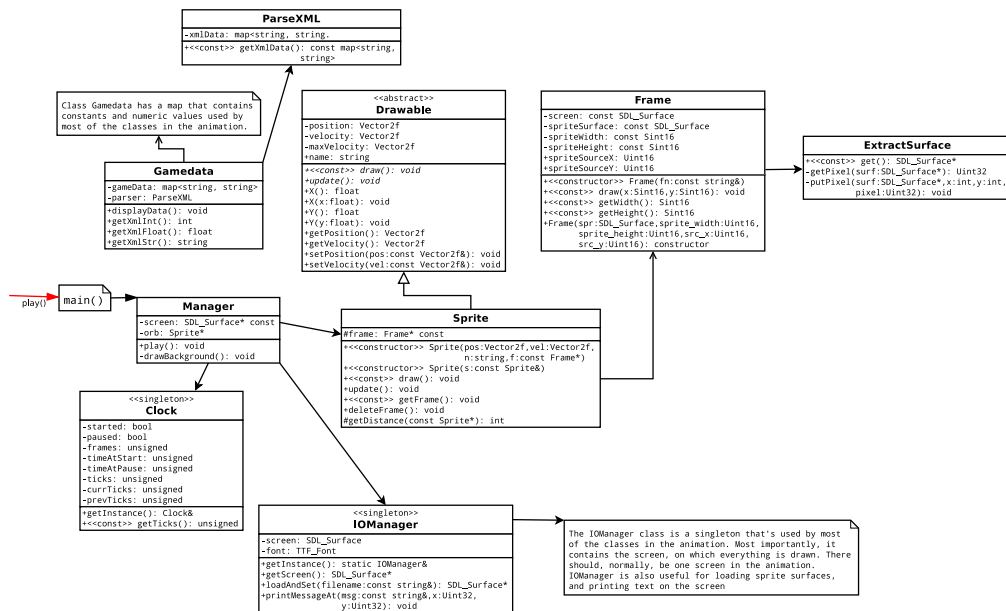 ParseXML
-xmlData: map<string, string.
+<<const>> getXmlData(): const map<string,
string>
Class Gamedata has a map that contains
constants and numeric values used by
most of the classes in the animation.
Gamedata
-gameData: map<string, string>
-parser: ParseXML
+displayData(): void
+getXmlInt(): int
+getXmlFloat(): float
+getXmlStr(): string
<<abstract>>
Drawable
-position: Vector2f
-velocity: Vector2f
-maxVelocity: Vector2f
+name: string
+<<const>> draw(): void
+update(): void
+X(): float
+X(x:float): void
+Y(): float
+Y(y:float): void
+getPosition(): Vector2f
+getVelocity(): Vector2f
+setPosition(pos:const Vector2f&): void
+setVelocity(vel:const Vector2f&): void
Frame
-screen: const SDL_Surface
-spriteSurface: const SDL_Surface
-spriteWidth: const Sint16
-spriteHeight: const Sint16
+spriteSourceX: Uint16
+spriteSourceY: Uint16
+<<constructor>> Frame(fn:const string&)
+<<const>> draw(x:Sint16,y:Sint16): void
+<<const>> getWidth(): Sint16
+<<const>> getHeight(): Sint16
+Frame(spr:SDL_Surface,sprite_width:Uint16,
sprite_height:Uint16,src_x:Uint16,
src_y:Uint16): constructor
ExtractSurface
+<<const>> get(): SDL_Surface*
-getPixel(surf:SDL_Surface*): Uint32
-putPixel(surf:SDL_Surface*,x:int,y:int,
pixel:Uint32): void
play()
main()
Manager
-screen: SDL_Surface* const
-orb: Sprite*
+play(): void
-drawBackground(): void
Sprite
#frame: Frame* const
+<<constructor>> Sprite(pos:Vector2f,vel:Vector2f,
n:string,f:const Frame*)
+<<constructor>> Sprite(s:const Sprite&)
+<<const>> draw(): void
+update(): void
+<<const>> getFrame(): void
+deleteFrame(): void
#getDistance(const Sprite*): int
<<singleton>>
Clock
-started: bool
-paused: bool
-frames: unsigned
-timeAtStart: unsigned
-timeAtPause: unsigned
-ticks: unsigned
-currTicks: unsigned
-prevTicks: unsigned
+getInstance(): Clock&
+<<const>> getTicks(): unsigned
<<singleton>>
IOManager
-screen: SDL_Surface
-font: TTF_Font
+getInstance(): static IOManager&
+getScreen(): SDL_Surface*
+loadAndSet(filename:const string&): SDL_Surface*
+printMessageAt(msg:const string&,x:Uint32,
y:Uint32): void
The IOManager class is a singleton that's used by most
of the classes in the animation. Most importantly, it
contains the screen, on which everything is drawn. There
should, normally, be one screen in the animation.
IOManager is also useful for loading sprite surfaces,
and printing text on the screen